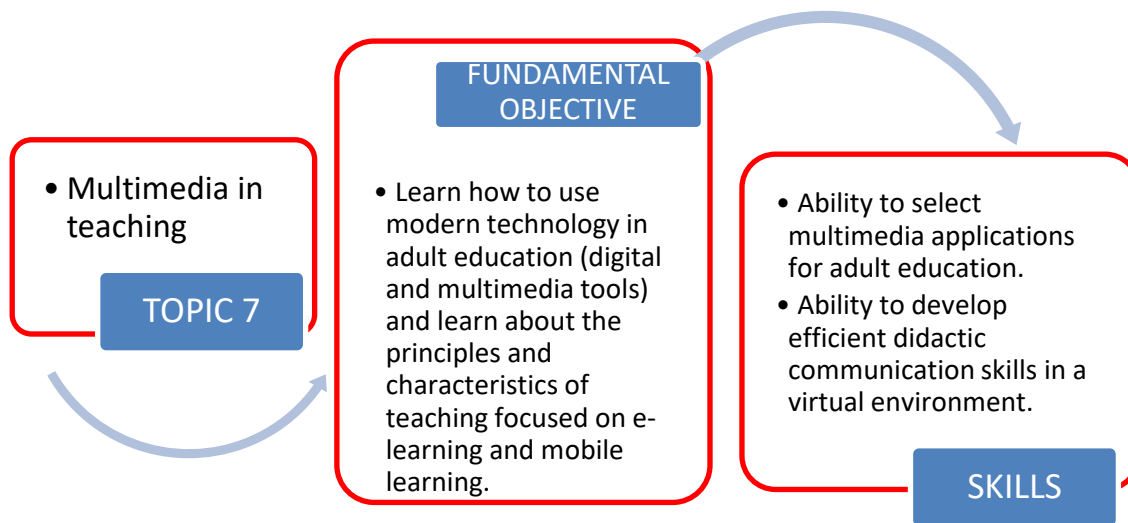 • Multimedia in
teaching
TOPIC 7
FUNDAMENTAL
OBJECTIVE
• Learn how to use
modern technology in
adult education (digital
and multimedia tools)
and learn about the
principles and
characteristics of
teaching focused on e-
learning and mobile
learning.
• Ability to select
multimedia applications
for adult education.
• Ability to develop
efficient didactic
communication skills in a
virtual environment.
SKILLS